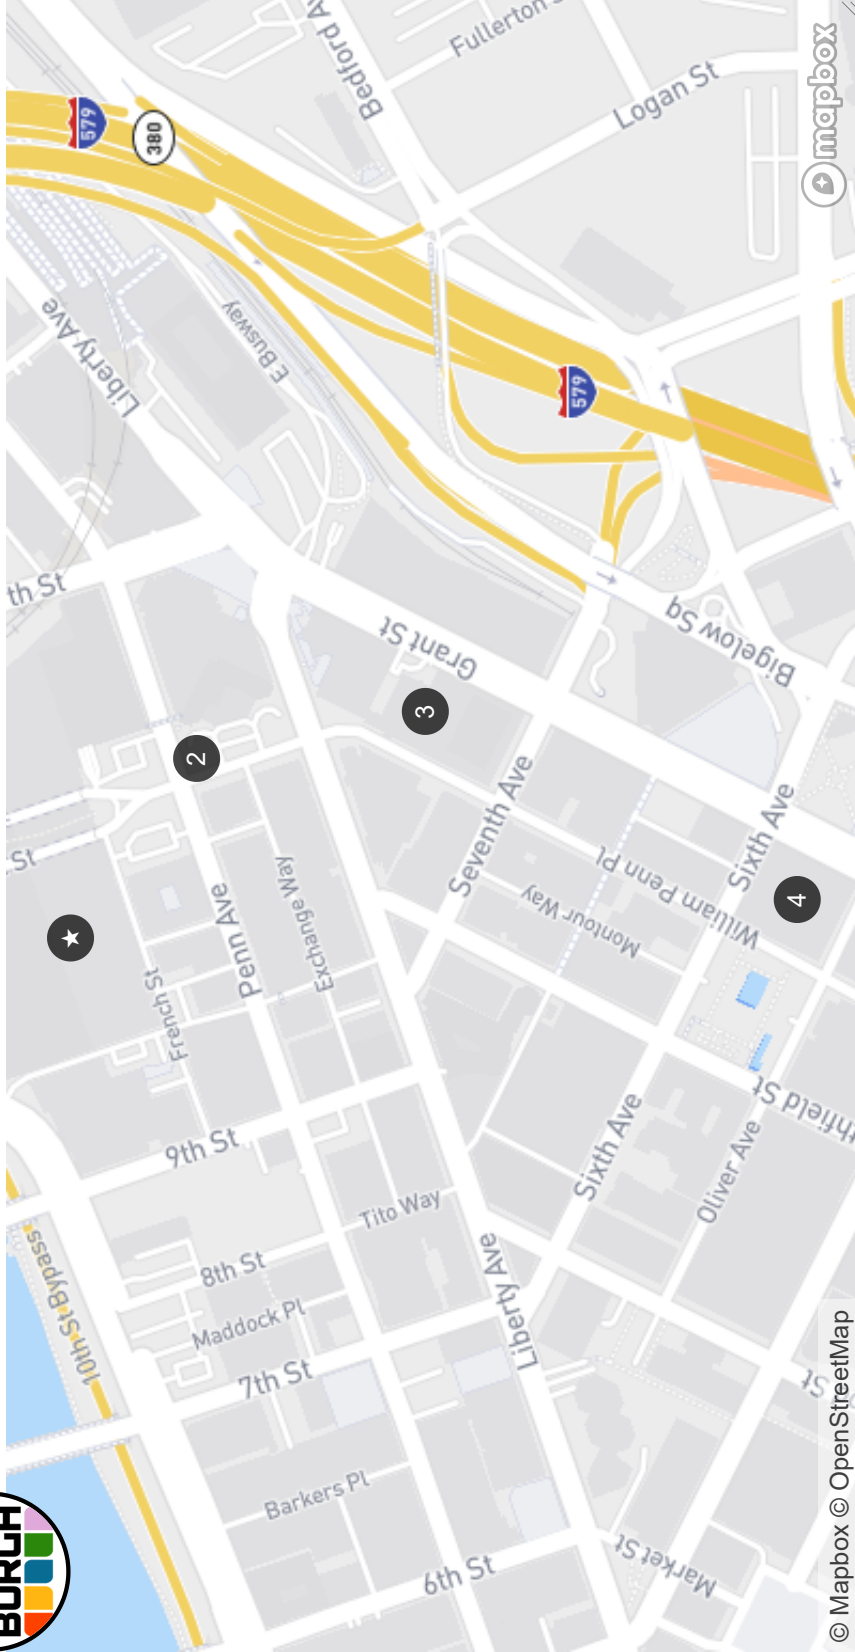 Fullerton S
Bedford A
Logan St
mapbox
579
380
Liberty Ave
E Busway
579
th St
Grant St
Bigelow Sq
3
2
Seventh Ave
Sixth Ave
William Penn Pl
Montour Way
4
St
Penn Ave
Exchange Way
French St
9th St
Tito Way
8th St
Maddock Pl
7th St
Sixth Ave
Oliver Ave
thfield St
10th St Bypass
Liberty Ave
St
Barkers Pl
6th St
Market St
BURGH
© Mapbox © OpenStreetMap